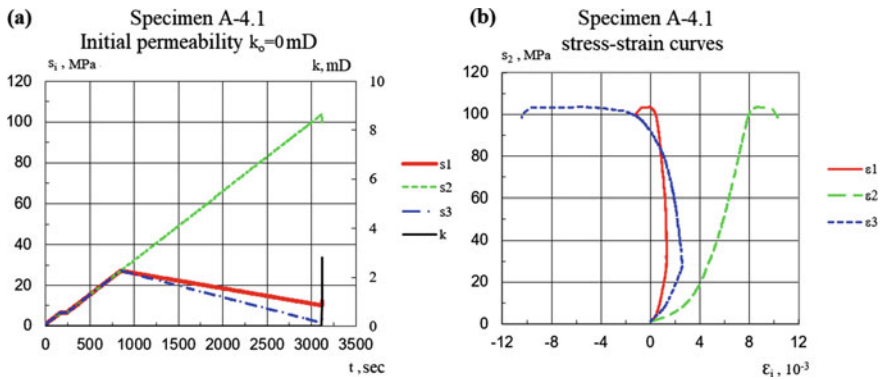 (a)
Specimen A-4.1
Initial permeability kₒ=0 mD
sᵢ , MPa
k, mD
120
100
80
60
40
20
0
10
8
6
4
2
0
0 500 1000 1500 2000 2500 3000 3500
t, sec
s1
s2
s3
k
(b)
Specimen A-4.1
stress-strain curves
s₂ , MPa
120
100
80
60
40
20
0
-12 -8 -4 0 4 8 12
εᵢ , 10⁻³
ε1
ε2
ε3